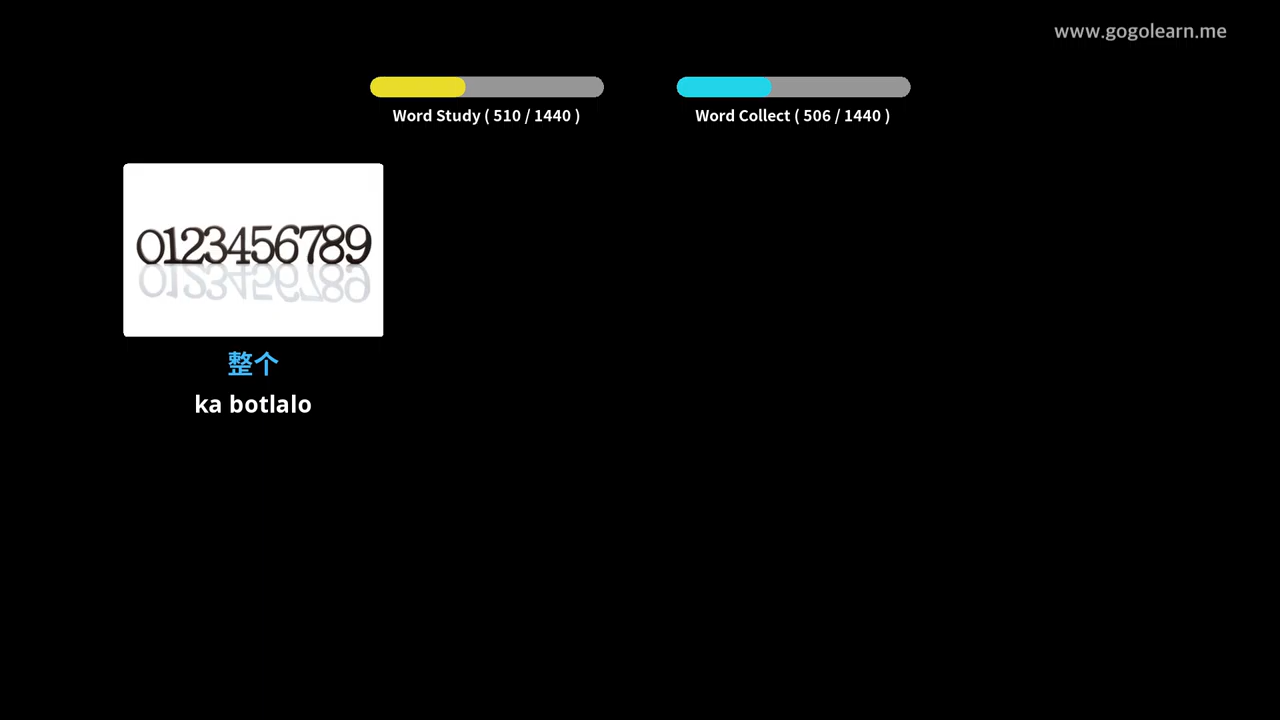 www.gogolearn.me
Word Study ( 510 / 1440 )
Word Collect ( 506 / 1440 )
0123456789
整个
ka botlalo